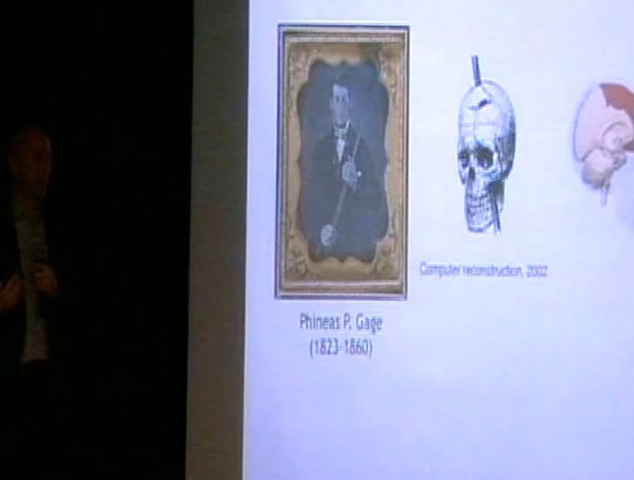 Computer reconstruction, 2002
Phineas P. Gage
(1823-1860)